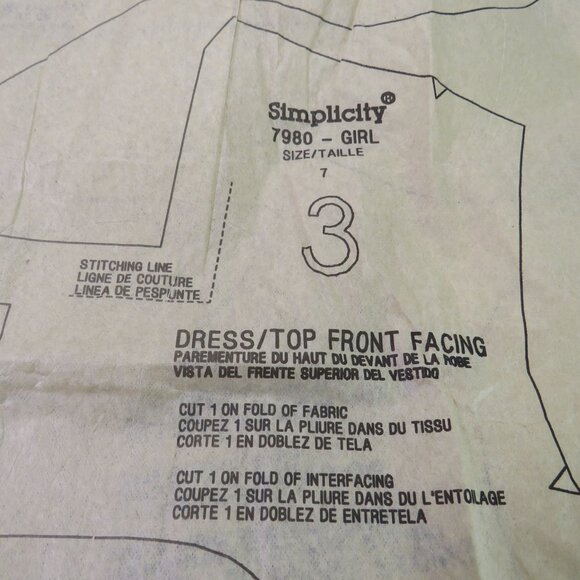 Simplicity®
7980 - GIRL
SIZE/TAILLE
7
3
STITCHING LINE
LIGNE DE COUTURE
LINEA DE PESPUNTE
DRESS/TOP FRONT FACING
PAREMENTURE DU HAUT DU DEVANT DE LA ROBE
VISTA DEL FRENTE SUPERIOR DEL VESTIDO
CUT 1 ON FOLD OF FABRIC
COUPEZ 1 SUR LA PLIURE DANS DU TISSU
CORTE 1 EN DOBLEZ DE TELA
CUT 1 ON FOLD OF INTERFACING
COUPEZ 1 SUR LA PLIURE DANS DU L'ENTOILAGE
CORTE 1 EN DOBLEZ DE ENTRETELA